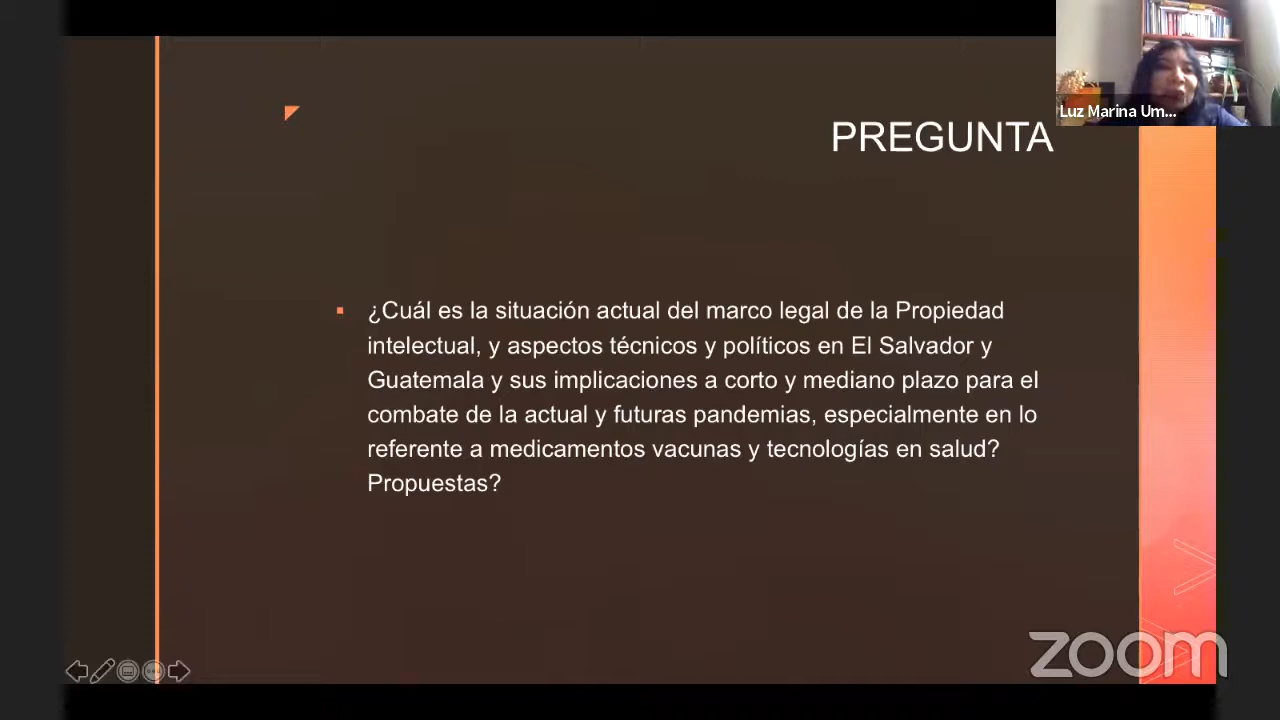 Luz Marina Um...
PREGUNTA
¿Cuál es la situación actual del marco legal de la Propiedad
intelectual, y aspectos técnicos y políticos en El Salvador y
Guatemala y sus implicaciones a corto y mediano plazo para el
combate de la actual y futuras pandemias, especialmente en lo
referente a medicamentos vacunas y tecnologías en salud?
Propuestas?
zoom